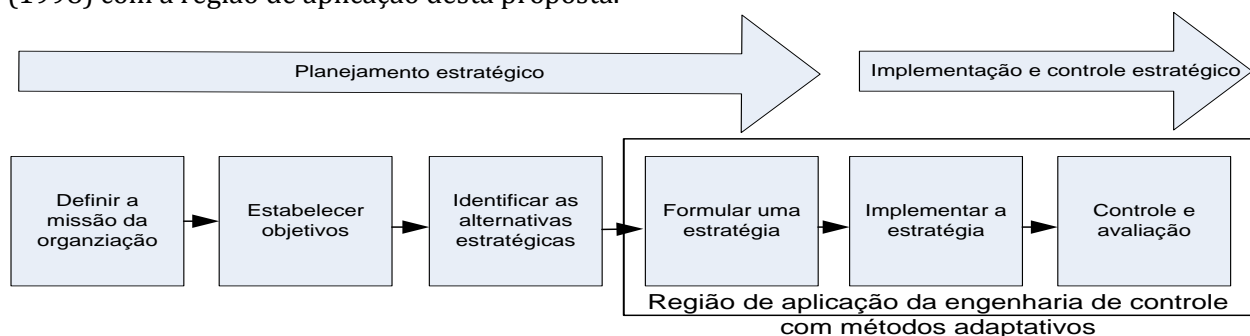 (1998) com a região de aplicação desta proposta.
Planejamento estratégico
Implementação e controle estratégico
Definir a
missão da
organziação
Estabelecer
objetivos
Identificar as
alternativas
estratégicas
Formular uma
estratégia
Implementar a
estratégia
Controle e
avaliação
Região de aplicação da engenharia de controle
com métodos adaptativos